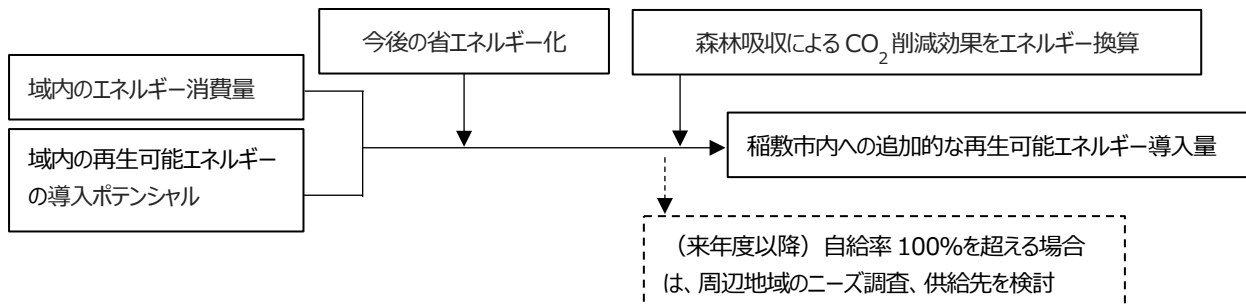 今後の省エネルギー化
森林吸収によるCO2削減効果をエネルギー換算
域内のエネルギー消費量
域内の再生可能エネルギー
の導入ポテンシャル
稲敷市内への追加的な再生可能エネルギー導入量
（来年度以降）自給率100%を超える場合
は、周辺地域のニーズ調査、供給先を検討